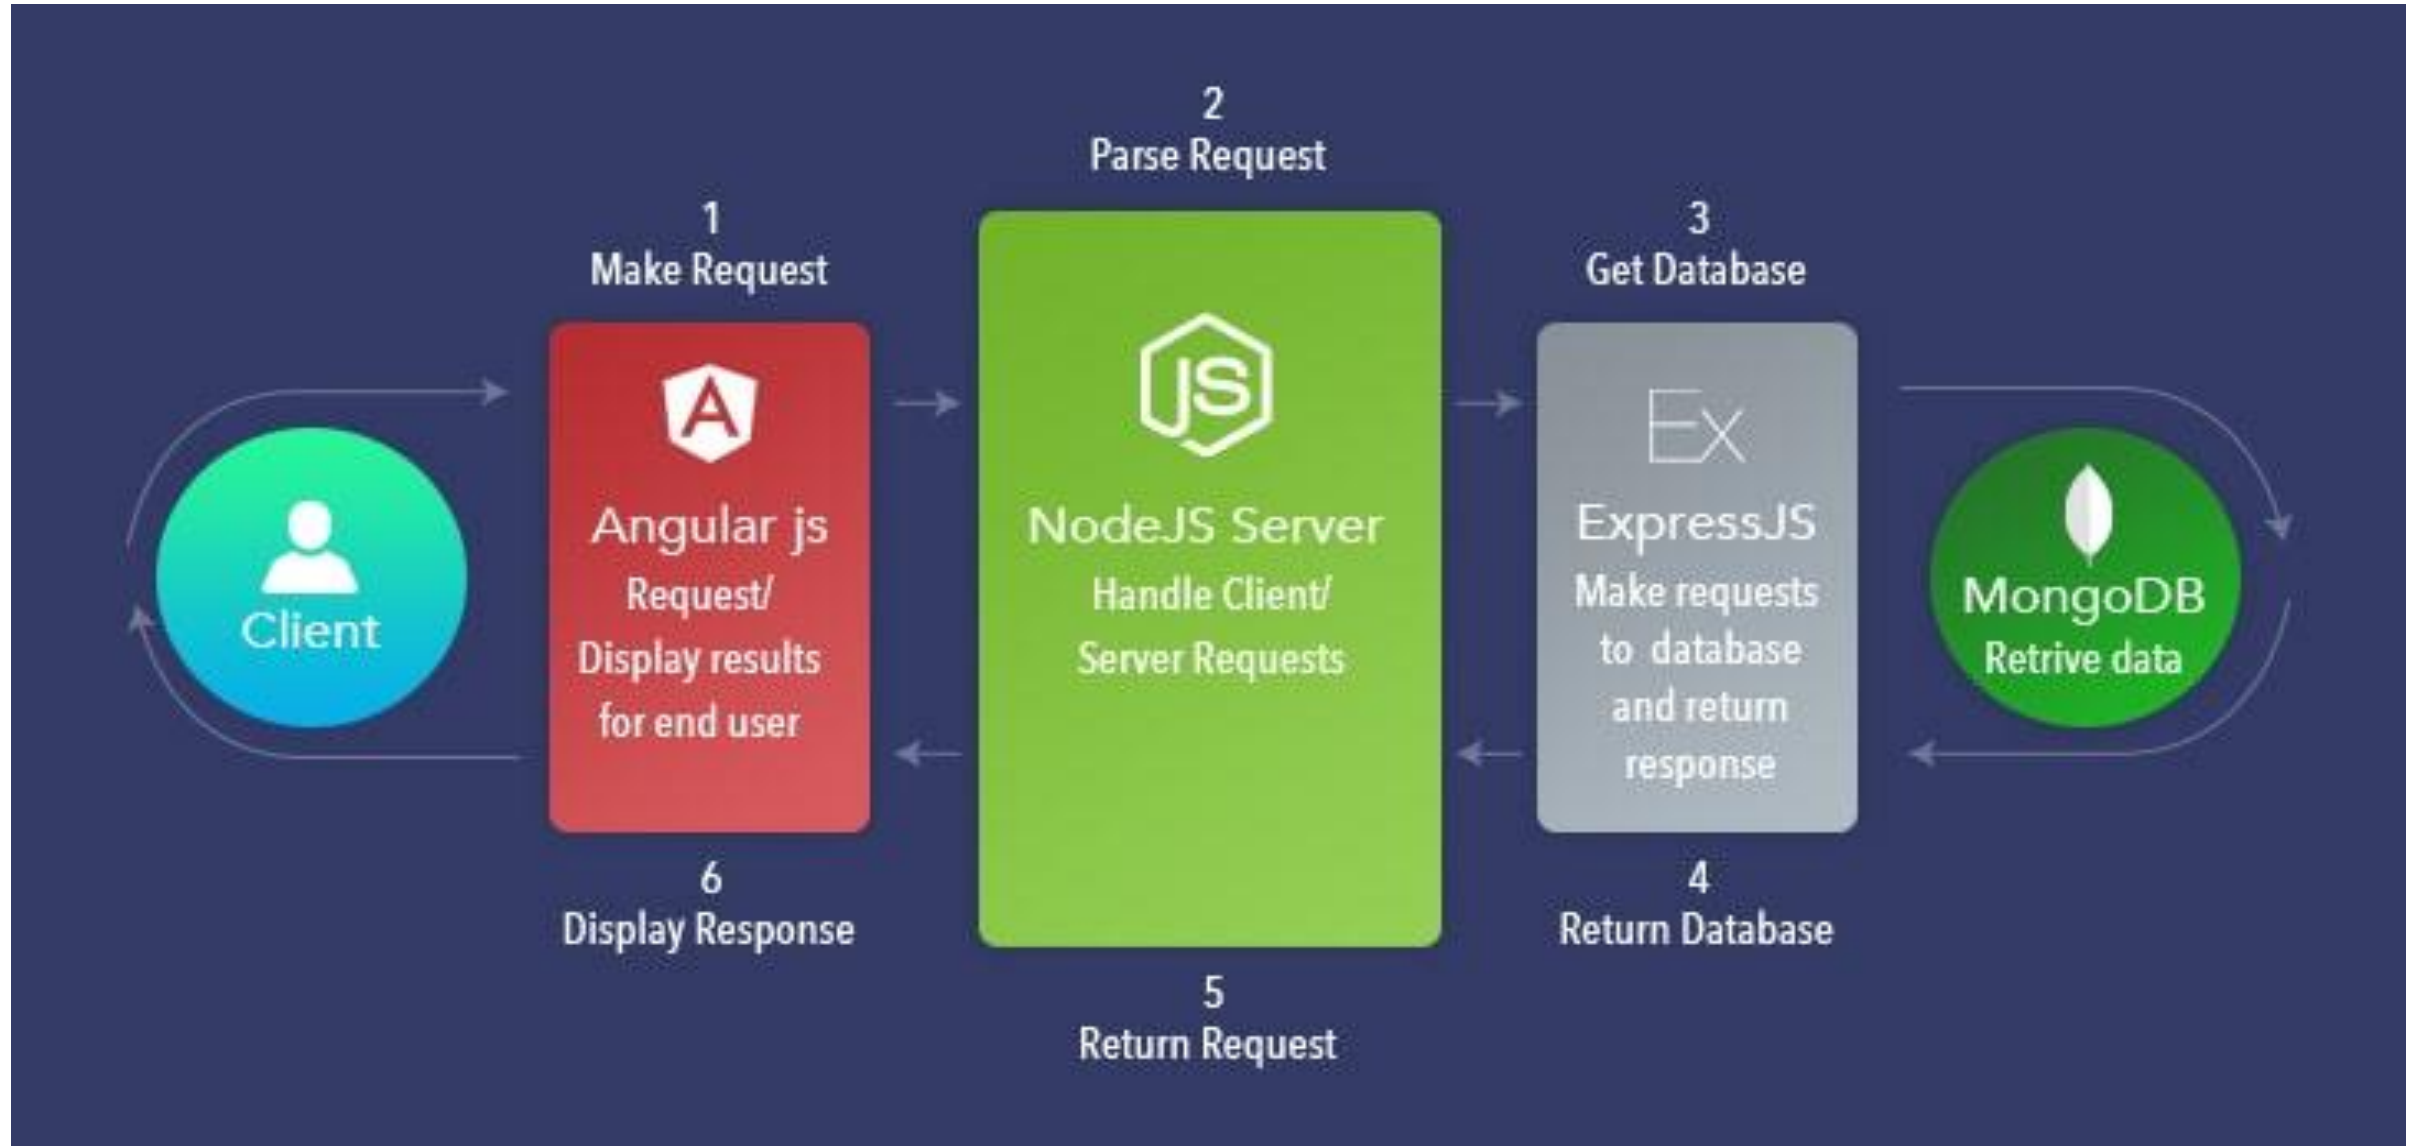 2
Parse Request
1
Make Request
3
Get Database
JS
A
Ex
Angular js
Request/
Display results
for end user
NodeJS Server
Handle Client/
Server Requests
ExpressJS
Make requests
to database
and return
response
Client
MongoDB
Retrive data
6
Display Response
4
Return Database
5
Return Request